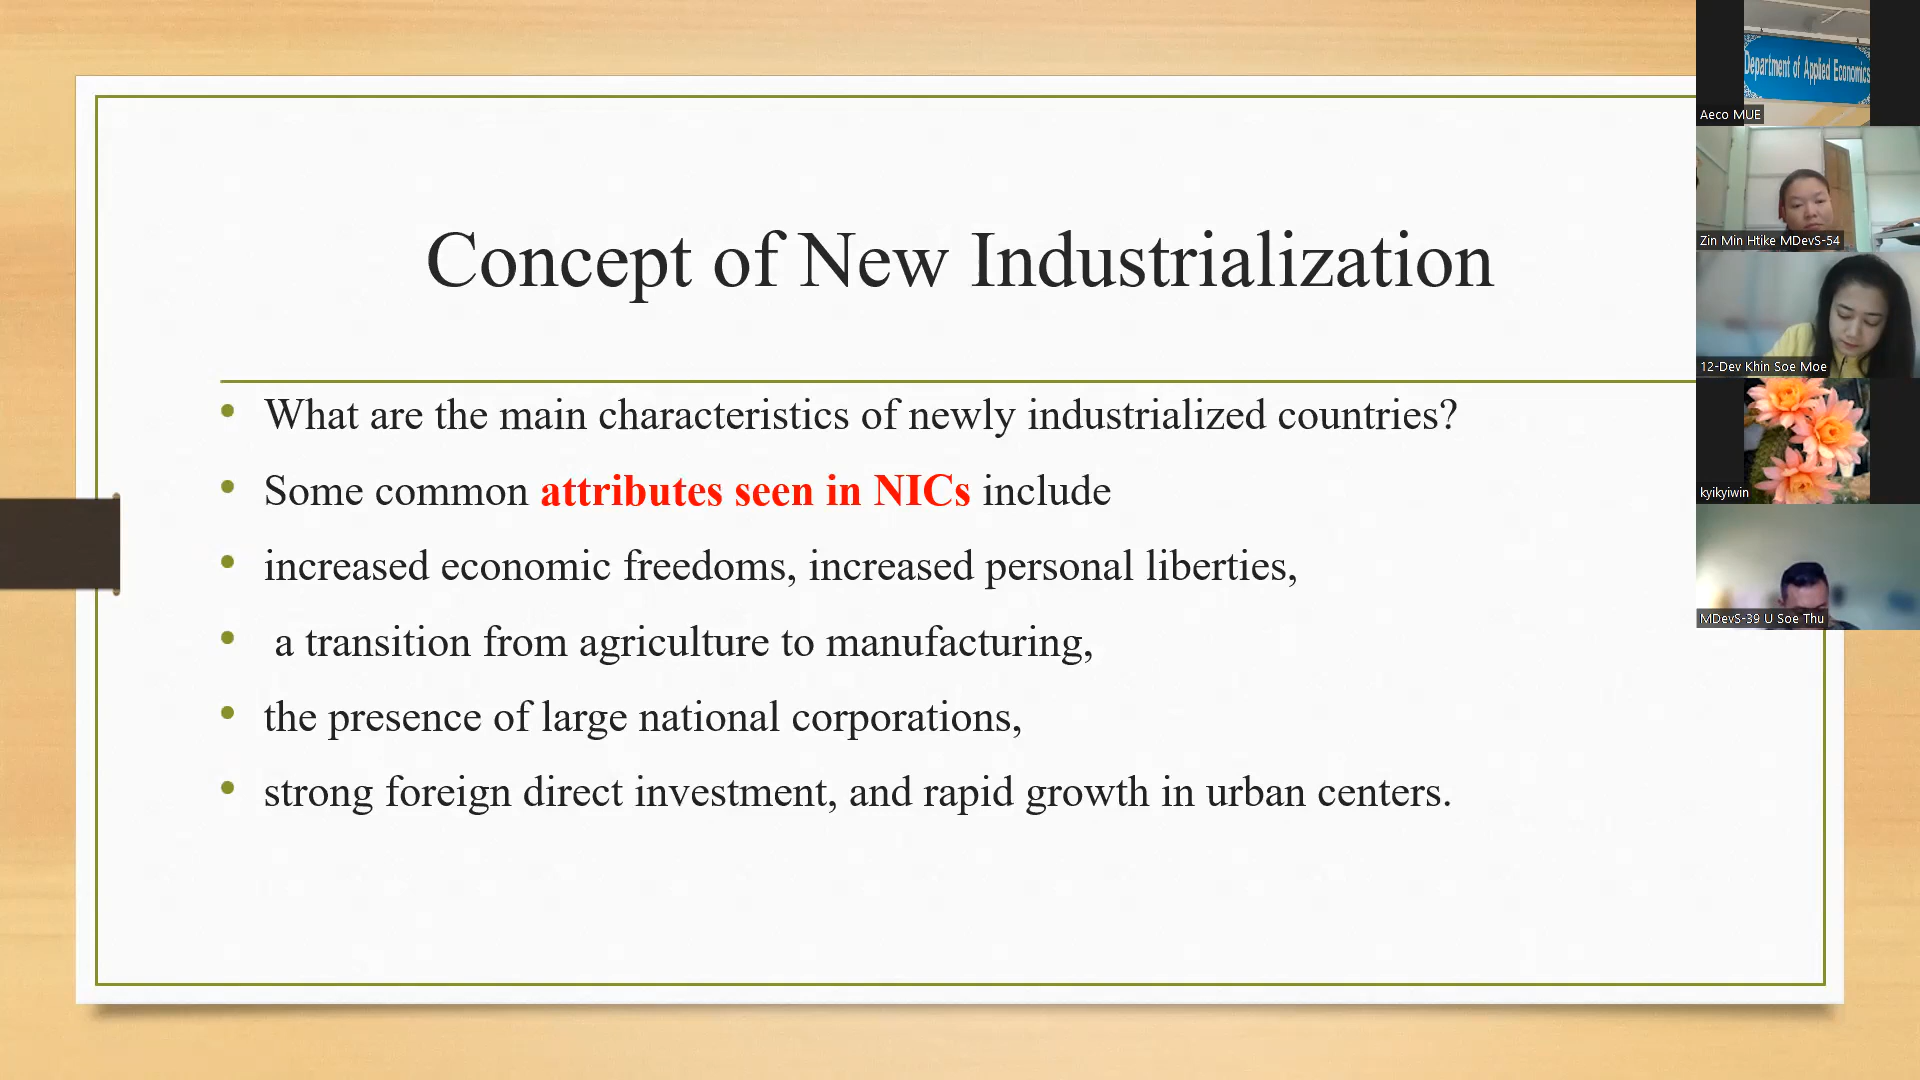 Concept of New Industrialization
What are the main characteristics of newly industrialized countries?
Some common attributes seen in NICs include
increased economic freedoms, increased personal liberties,
a transition from agriculture to manufacturing,
the presence of large national corporations,
strong foreign direct investment, and rapid growth in urban centers.
Department of Applied Economics
Aeco MUE
Zin Min Htike MDevS-54
12-Dev Khin Soe Moe
kyikyiwin
MDevS-39 U Soe Thu